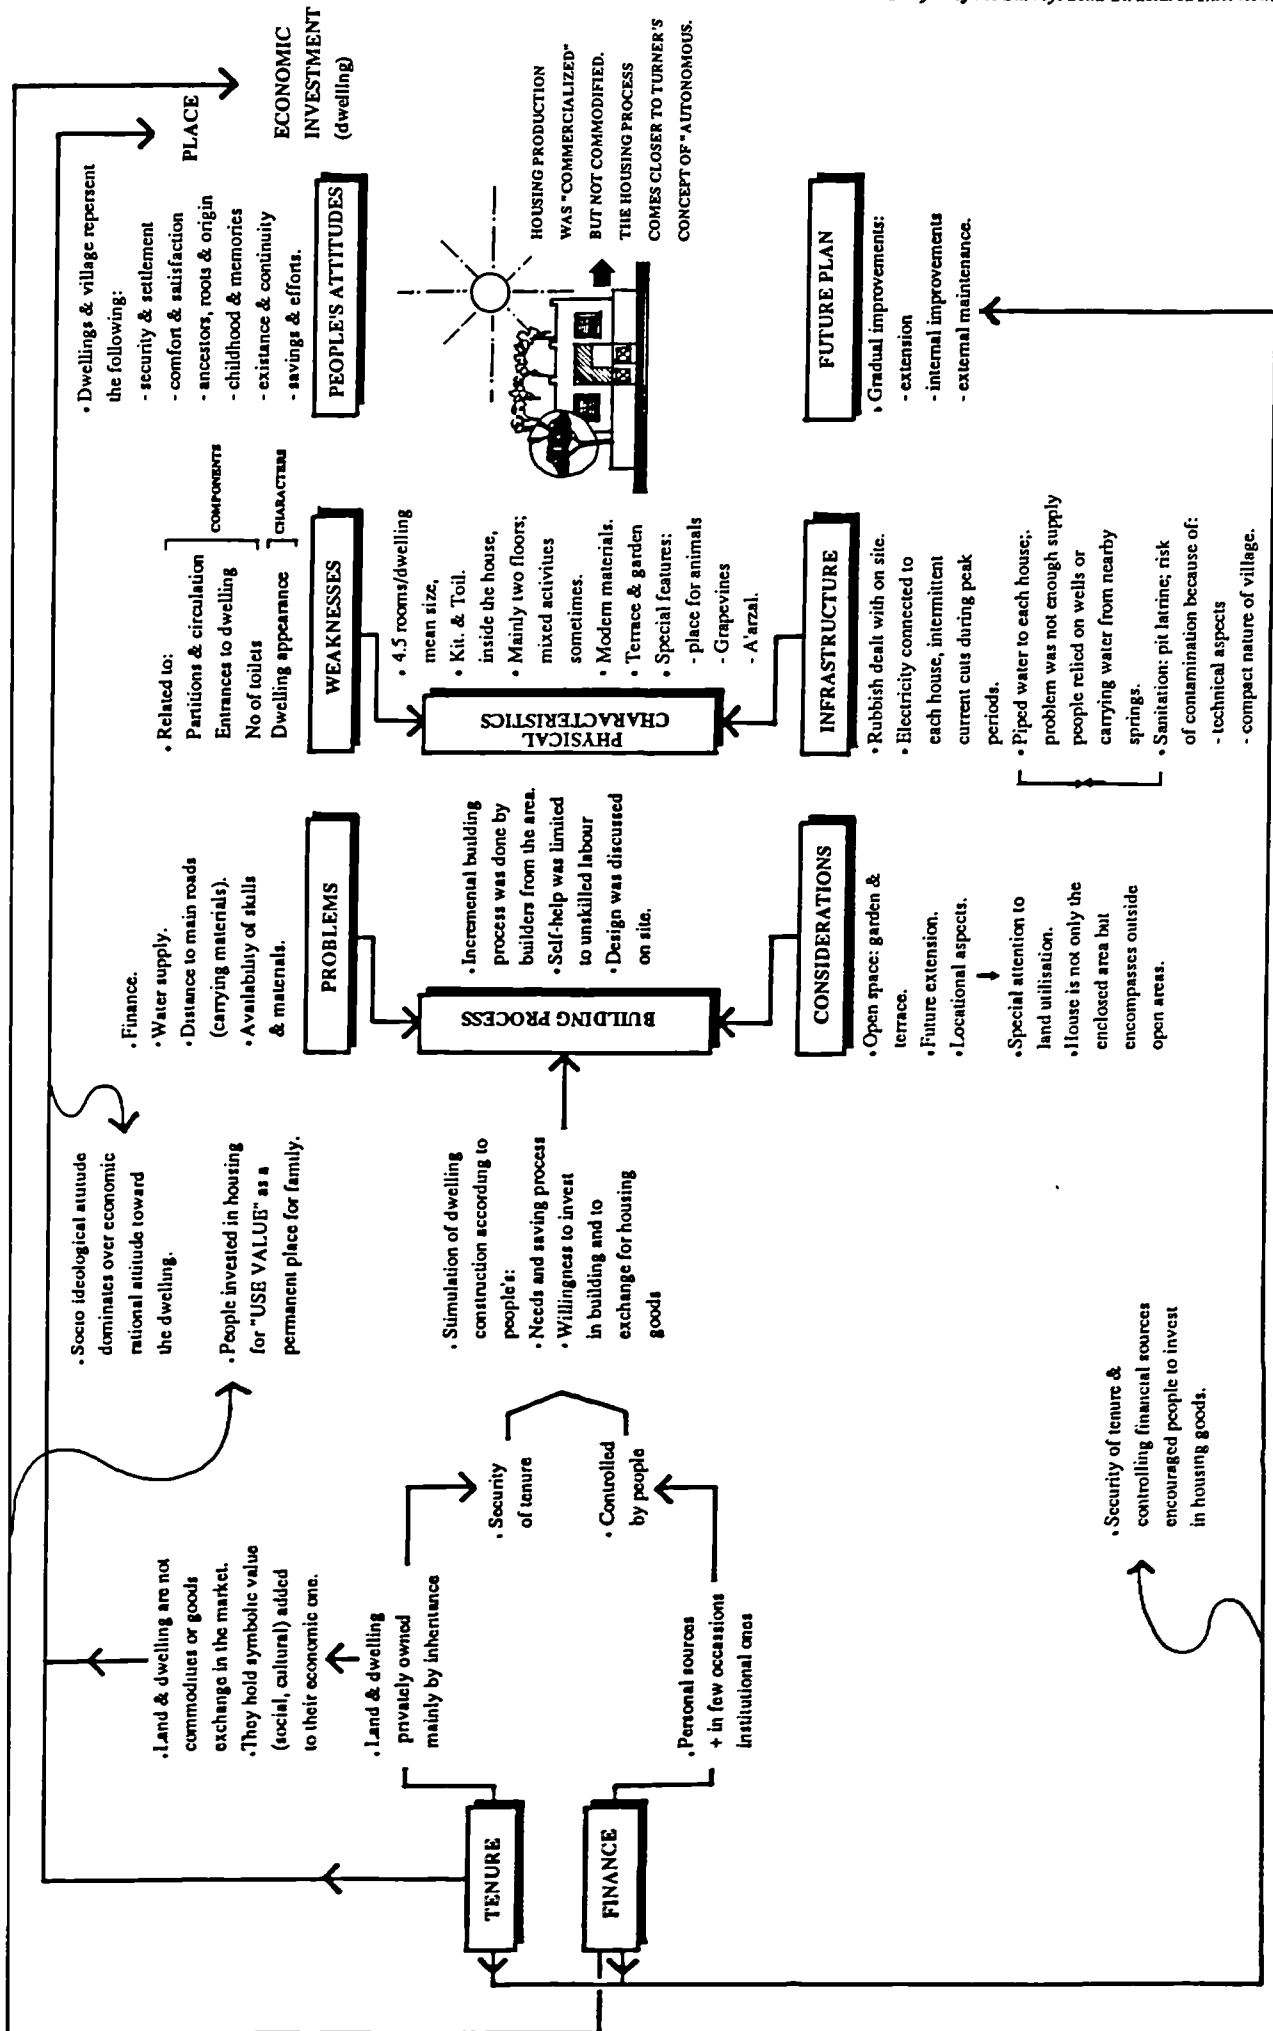 PLACE
ECONOMIC
INVESTMENT
(dwelling)
• Socio ideological attitude
dominates over economic
rational attitude toward
the dwelling.
• People invested in housing
for "USE VALUE" as a
permanent place for family.
• Land & dwelling are not
commodities or goods
exchange in the market.
• They hold symbolic value
(social, cultural) added
to their economic one.
• Land & dwelling
privately owned
mainly by inheritance
TENURE
FINANCE
• Personal sources
+ in few occassions
institutional ones
• Security
of tenure
• Controlled
by people
• Stimulation of dwelling
construction according to
people's:
• Needs and saving process
• Willingness to invest
in building and to
exchange for housing
goods
• Security of tenure &
controlling financial sources
encouraged people to invest
in housing goods.
• Finance.
• Water supply.
• Distance to main roads
(carrying materials).
• Availability of skills
& materials.
PROBLEMS
BUILDING PROCESS
• Incremental building
process was done by
builders from the area.
• Self-help was limited
to unskilled labour
• Design was discussed
on site.
CONSIDERATIONS
• Open space: garden &
terrace.
• Future extension.
• Locational aspects.
• Special attention to
land utilisation.
• House is not only the
enclosed area but
encompasses outside
open areas.
• Related to:
Partitions & circulation
Entrances to dwelling
No of toilets
Dwelling appearance
COMPONENTS
CHARACTERS
WEAKNESSES
PHYSICAL
CHARACTERISTICS
• 4.5 rooms/dwelling
mean size,
• Kit. & Toil.
inside the house,
• Mainly two floors;
mixed activities
sometimes.
• Modern materials.
• Terrace & garden
• Special features:
- place for animals
- Grapevines
- A'arzal.
INFRASTRUCTURE
• Rubbish dealt with on site.
• Electricity connected to
each house, intermitent
current cuts during peak
periods.
• Piped water to each house;.
problem was not enough supply
people relied on wells or
carrying water from nearby
springs.
• Sanitation: pit latrine; risk
of contamination because of:
- technical aspects
- compact nature of village.
• Dwellings & village repersent
the following:
- security & settlement
- comfort & satisfaction
- ancestors, roots & origin
- childhood & memories
- existance & continuity
- savings & efforts.
PEOPLE'S ATTITUDES
HOUSING PRODUCTION
WAS "COMMERCIALIZED"
BUT NOT COMMODIFIED.
THE HOUSING PROCESS
COMES CLOSER TO TURNER'S
CONCEPT OF "AUTONOMOUS.
FUTURE PLAN
• Gradual improvements:
- extension
- internal improvements
- external maintenance.